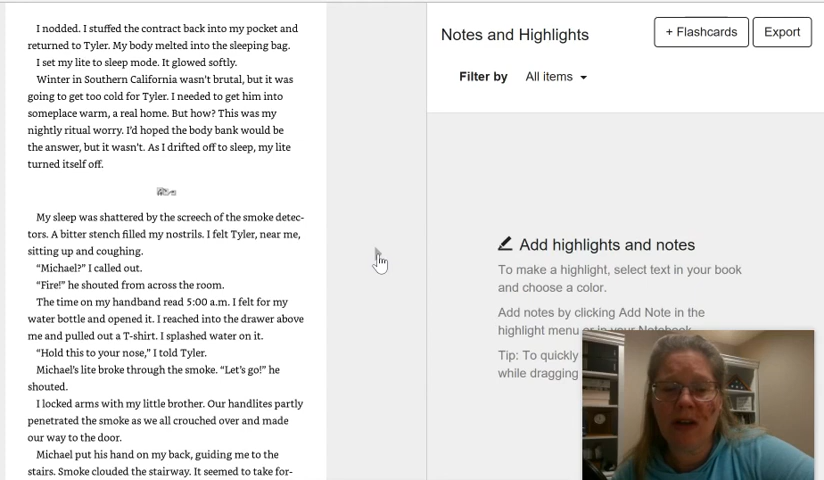 I nodded. I stuffed the contract back into my pocket and
returned to Tyler. My body melted into the sleeping bag.
I set my lite to sleep mode. It glowed softly.
Winter in Southern California wasn't brutal, but it was
going to get too cold for Tyler. I needed to get him into
someplace warm, a real home. But how? This was my
nightly ritual worry. I'd hoped the body bank would be
the answer, but it wasn't. As I drifted off to sleep, my lite
turned itself off.
My sleep was shattered by the screech of the smoke detec-
tors. A bitter stench filled my nostrils. I felt Tyler, near me,
sitting up and coughing.
“Michael?” I called out.
“Fire!” he shouted from across the room.
The time on my handband read 5:00 a.m. I felt for my
water bottle and opened it. I reached into the drawer above
me and pulled out a T-shirt. I splashed water on it.
“Hold this to your nose,” I told Tyler.
Michael's lite broke through the smoke. “Let's go!” he
shouted.
I locked arms with my little brother. Our handlites partly
penetrated the smoke as we all crouched over and made
our way to the door.
Michael put his hand on my back, guiding me to the
stairs. Smoke clouded the stairway. It seemed to take for-
Notes and Highlights
+ Flashcards
Export
Filter by
All items
Add highlights and notes
To make a highlight, select text in your book
and choose a color.
Add notes by clicking Add Note in the
highlight menu or in your Notebook.
Tip: To quickly
while dragging